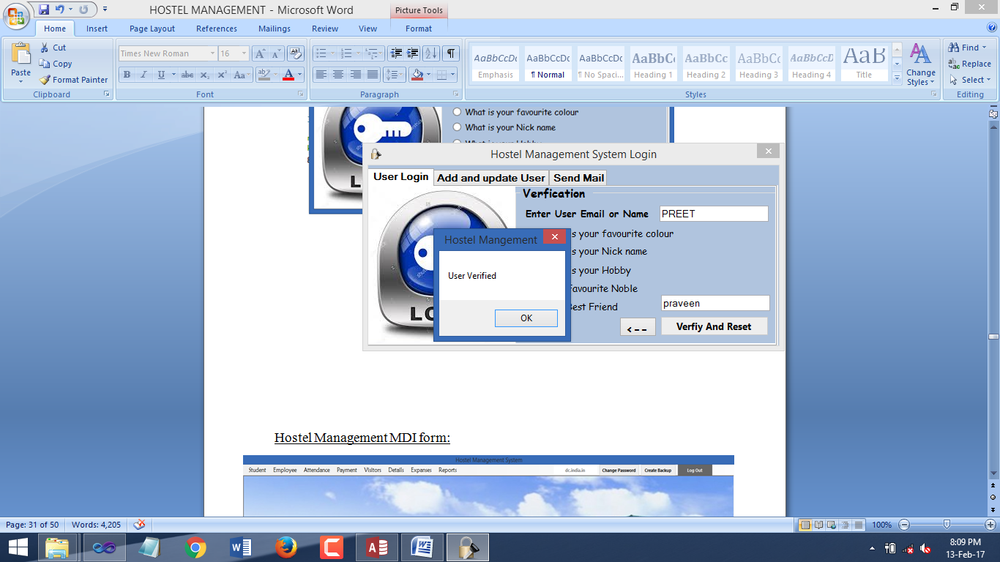 HOSTEL MANAGEMENT - Microsoft Word
Picture Tools
Home Insert Page Layout References Mailings Review View Format
Paste
Cut
Copy
Format Painter
Clipboard
Times New Roman 16
B I U abc x₂ x² Aa A
Font
Paragraph
AaBbCcDc AaBbCcDc AaBbCcDc AaBbCc AaBbCc AaBbCc AaBbCcD AaB
Emphasis ¶ Normal ¶ No Spaci... Heading 1 Heading 2 Heading 3 Heading 4 Title
Change Styles
Styles
Find
Replace
Select
Editing
What is your favourite colour
What is your Nick name
Hostel Management System Login
User Login Add and update User Send Mail
Verfication
Enter User Email or Name PREET
s your favourite colour
s your Nick name
s your Hobby
avourite Noble
est Friend praveen
<-- Verfiy And Reset
Hostel Mangement
User Verified
OK
Hostel Management MDI form:
Hostel Management System
Student Employee Attendance Payment Visitors Details Expanses Reports dr.india.in Change Password Create Backup Log Out
Page: 31 of 50 Words: 4,205 100%
8:09 PM
13-Feb-17